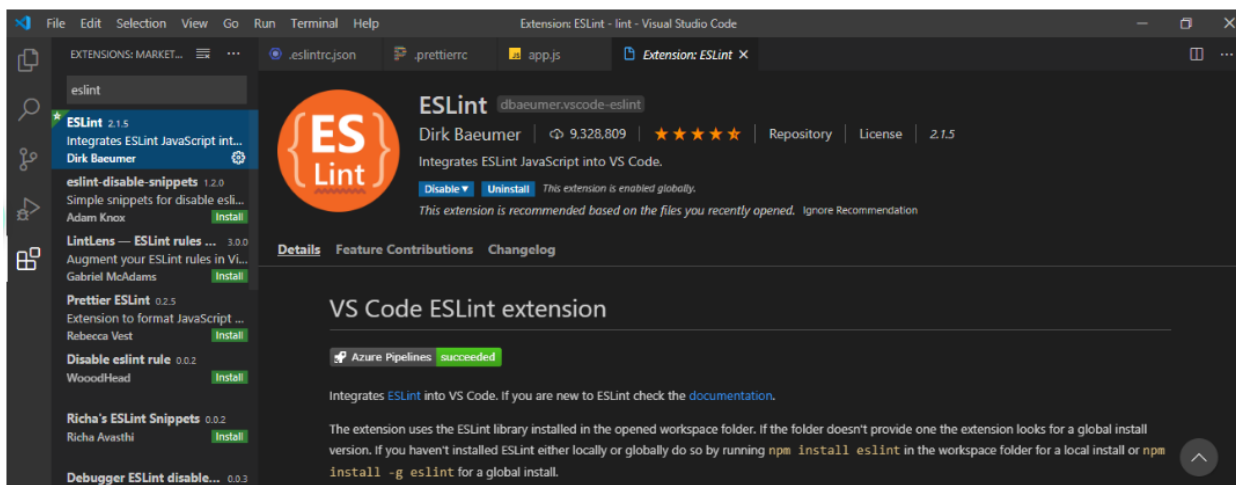 File Edit Selection View Go Run Terminal Help
Extension: ESLint - lint - Visual Studio Code
EXTENSIONS: MARKET...
.eslintrc.json
.prettierrc
JS app.js
Extension: ESLint
eslint
ESLint 2.1.5
Integrates ESLint JavaScript int...
Dirk Baeumer
eslint-disable-snippets 1.2.0
Simple snippets for disable esli...
Adam Knox Install
LintLens — ESLint rules ... 3.0.0
Augment your ESLint rules in Vi...
Gabriel McAdams Install
Prettier ESLint 0.2.5
Extension to format JavaScript ...
Rebecca Vest Install
Disable eslint rule 0.0.2
WooodHead Install
Richa's ESLint Snippets 0.0.2
Richa Avasthi Install
Debugger ESLint disable... 0.0.3
{ES
Lint}
ESLint dbaeumer.vscode-eslint
Dirk Baeumer 9,328,809 Repository License 2.1.5
Integrates ESLint JavaScript into VS Code.
Disable Uninstall This extension is enabled globally.
This extension is recommended based on the files you recently opened. Ignore Recommendation
Details Feature Contributions Changelog
VS Code ESLint extension
Azure Pipelines succeeded
Integrates ESLint into VS Code. If you are new to ESLint check the documentation.
The extension uses the ESLint library installed in the opened workspace folder. If the folder doesn't provide one the extension looks for a global install
version. If you haven't installed ESLint either locally or globally do so by running npm install eslint in the workspace folder for a local install or npm
install -g eslint for a global install.